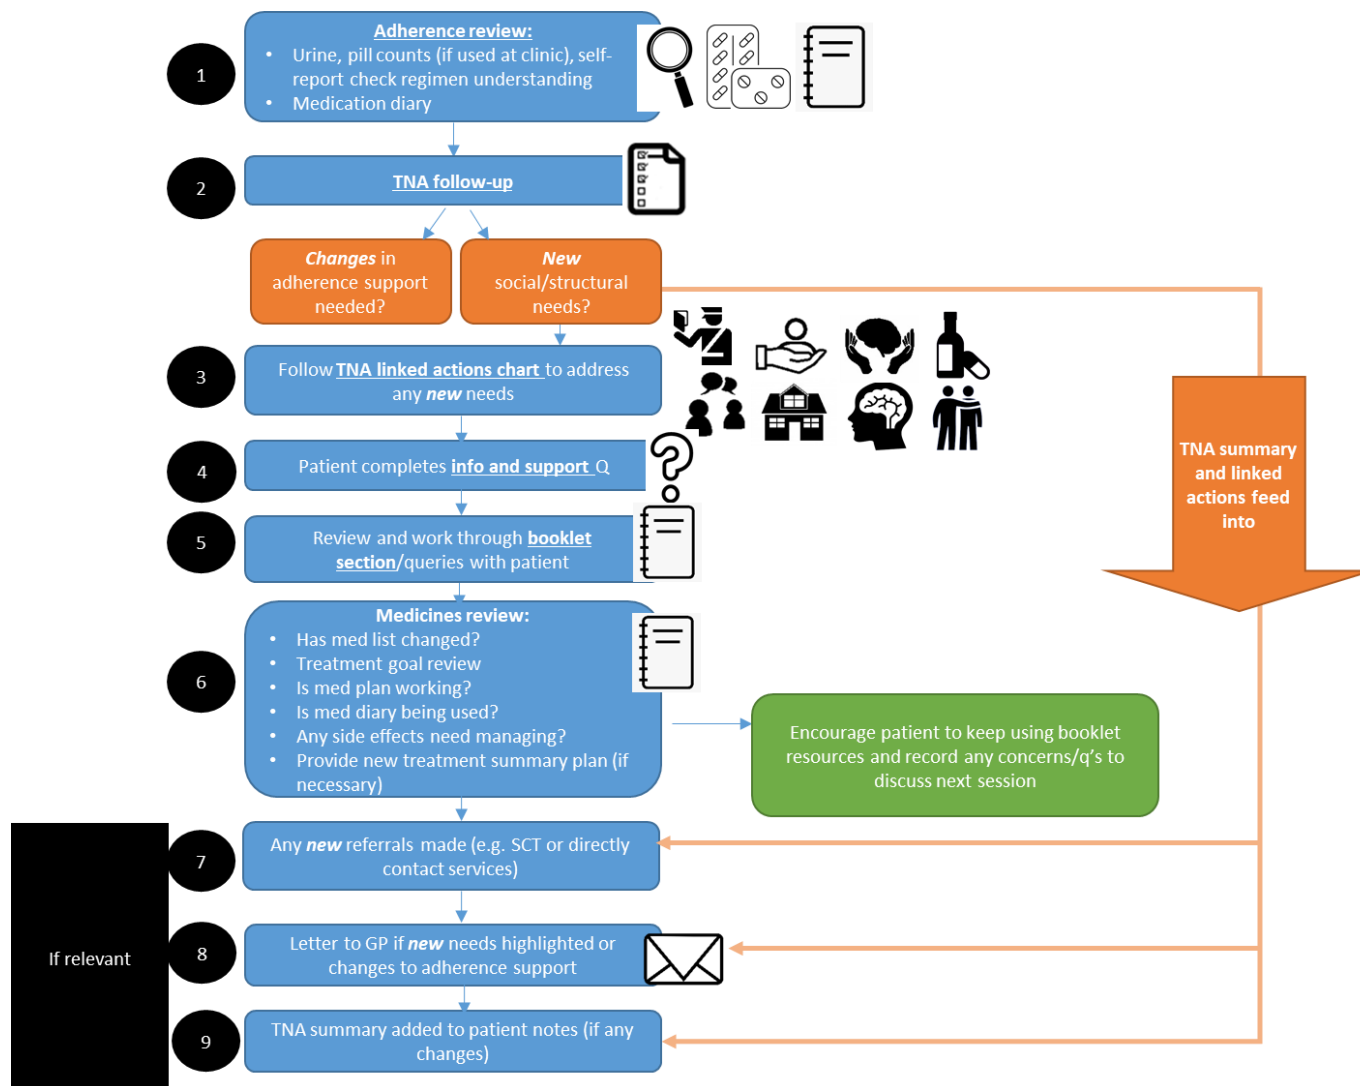 1
Adherence review:
• Urine, pill counts (if used at clinic), self-
report check regimen understanding
• Medication diary
2
TNA follow-up
Changes in
adherence support
needed?
New
social/structural
needs?
3
Follow TNA linked actions chart to address
any new needs
4
Patient completes info and support Q
5
Review and work through booklet
section/queries with patient
6
Medicines review:
• Has med list changed?
• Treatment goal review
• Is med plan working?
• Is med diary being used?
• Any side effects need managing?
• Provide new treatment summary plan (if
necessary)
Encourage patient to keep using booklet
resources and record any concerns/q's to
discuss next session
TNA summary
and linked
actions feed
into
If relevant
7
Any new referrals made (e.g. SCT or directly
contact services)
8
Letter to GP if new needs highlighted or
changes to adherence support
9
TNA summary added to patient notes (if any
changes)